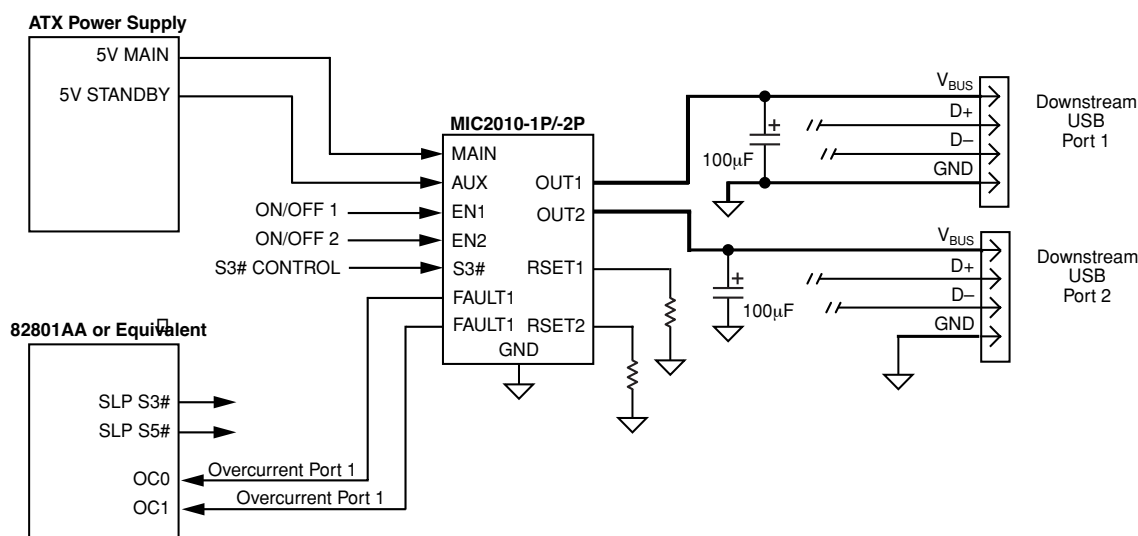 ATX Power Supply
5V MAIN
5V STANDBY
MIC2010-1P/-2P
MAIN
AUX
EN1
EN2
S3#
FAULT1
FAULT1
OUT1
OUT2
RSET1
RSET2
GND
ON/OFF 1
ON/OFF 2
S3# CONTROL
82801AA or Equivalent
SLP S3#
SLP S5#
OC0
OC1
Overcurrent Port 1
Overcurrent Port 1
100µF
+
VBUS
D+
D–
GND
Downstream
USB
Port 1
100µF
+
VBUS
D+
D–
GND
Downstream
USB
Port 2